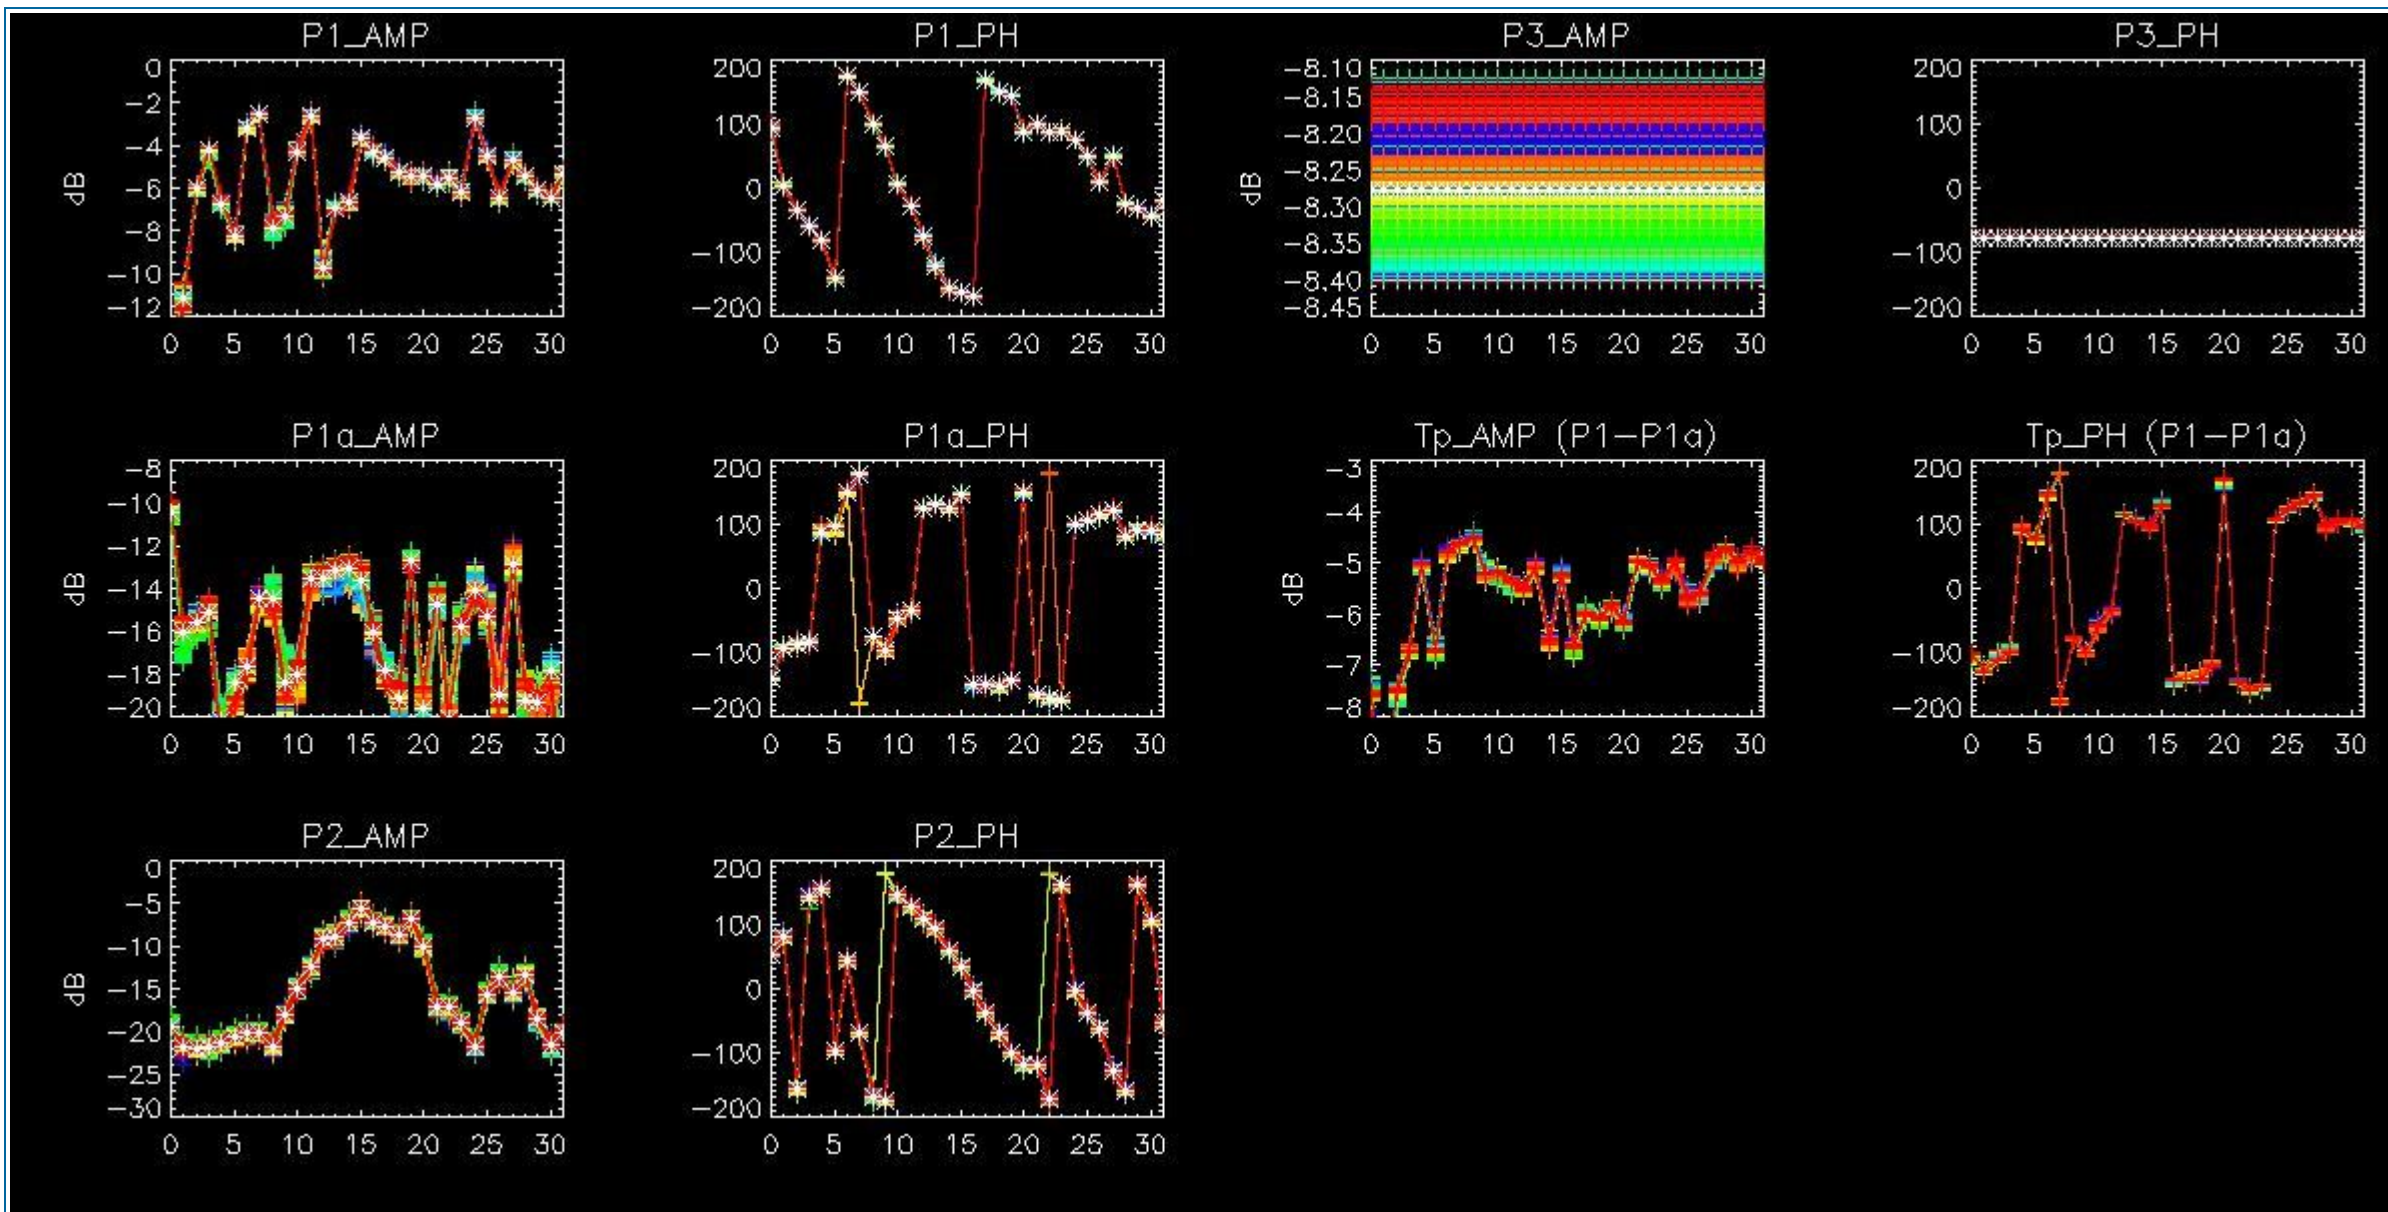 P1_AMP P1_PH P3_AMP P3_PH
0 200 −8.10 200
−2 −8.15
−4 100 −8.20 100
dB −6 0 dB −8.25 0
−8 −8.30
−10 −100 −8.35 −100
−12 −200 −8.40 −200
−8.45
0 5 10 15 20 25 30 0 5 10 15 20 25 30 0 5 10 15 20 25 30 0 5 10 15 20 25 30
P1a_AMP P1a_PH Tp_AMP (P1−P1a) Tp_PH (P1−P1a)
−8 200 −3 200
−10 100 −4 100
−12
dB −14 0 dB −5 0
−16 −6
−18 −100 −7 −100
−20 −200 −8 −200
0 5 10 15 20 25 30 0 5 10 15 20 25 30 0 5 10 15 20 25 30 0 5 10 15 20 25 30
P2_AMP P2_PH
0 200
−5 100
−10
dB −15 0
−20
−25 −100
−30 −200
0 5 10 15 20 25 30 0 5 10 15 20 25 30